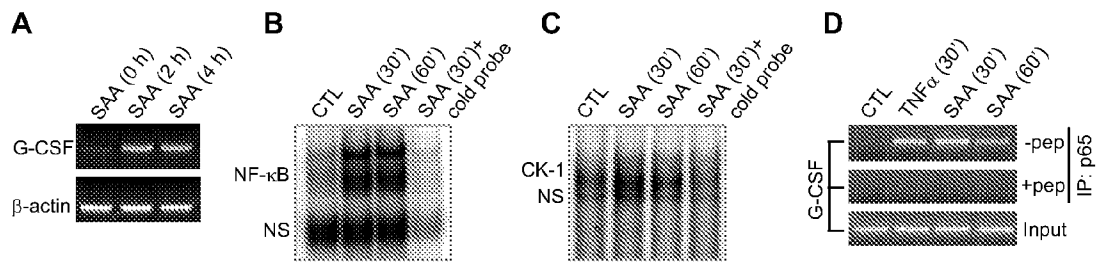 A
SAA (0 h)
SAA (2 h)
SAA (4 h)
G-CSF
β-actin
B
CTL
SAA (30')
SAA (60')
SAA (30')+
cold probe
NF-κB
NS
C
CTL
SAA (30')
SAA (60')
SAA (30')+
cold probe
CK-1
NS
D
CTL
TNFα (30')
SAA (30')
SAA (60')
G-CSF
-pep
+pep
Input
IP: p65